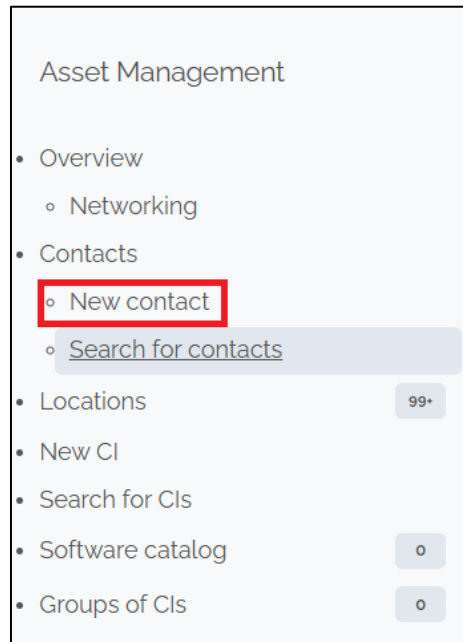 Asset Management
Overview
Networking
Contacts
New contact
Search for contacts
Locations 99+
New CI
Search for CIs
Software catalog 0
Groups of CIs 0